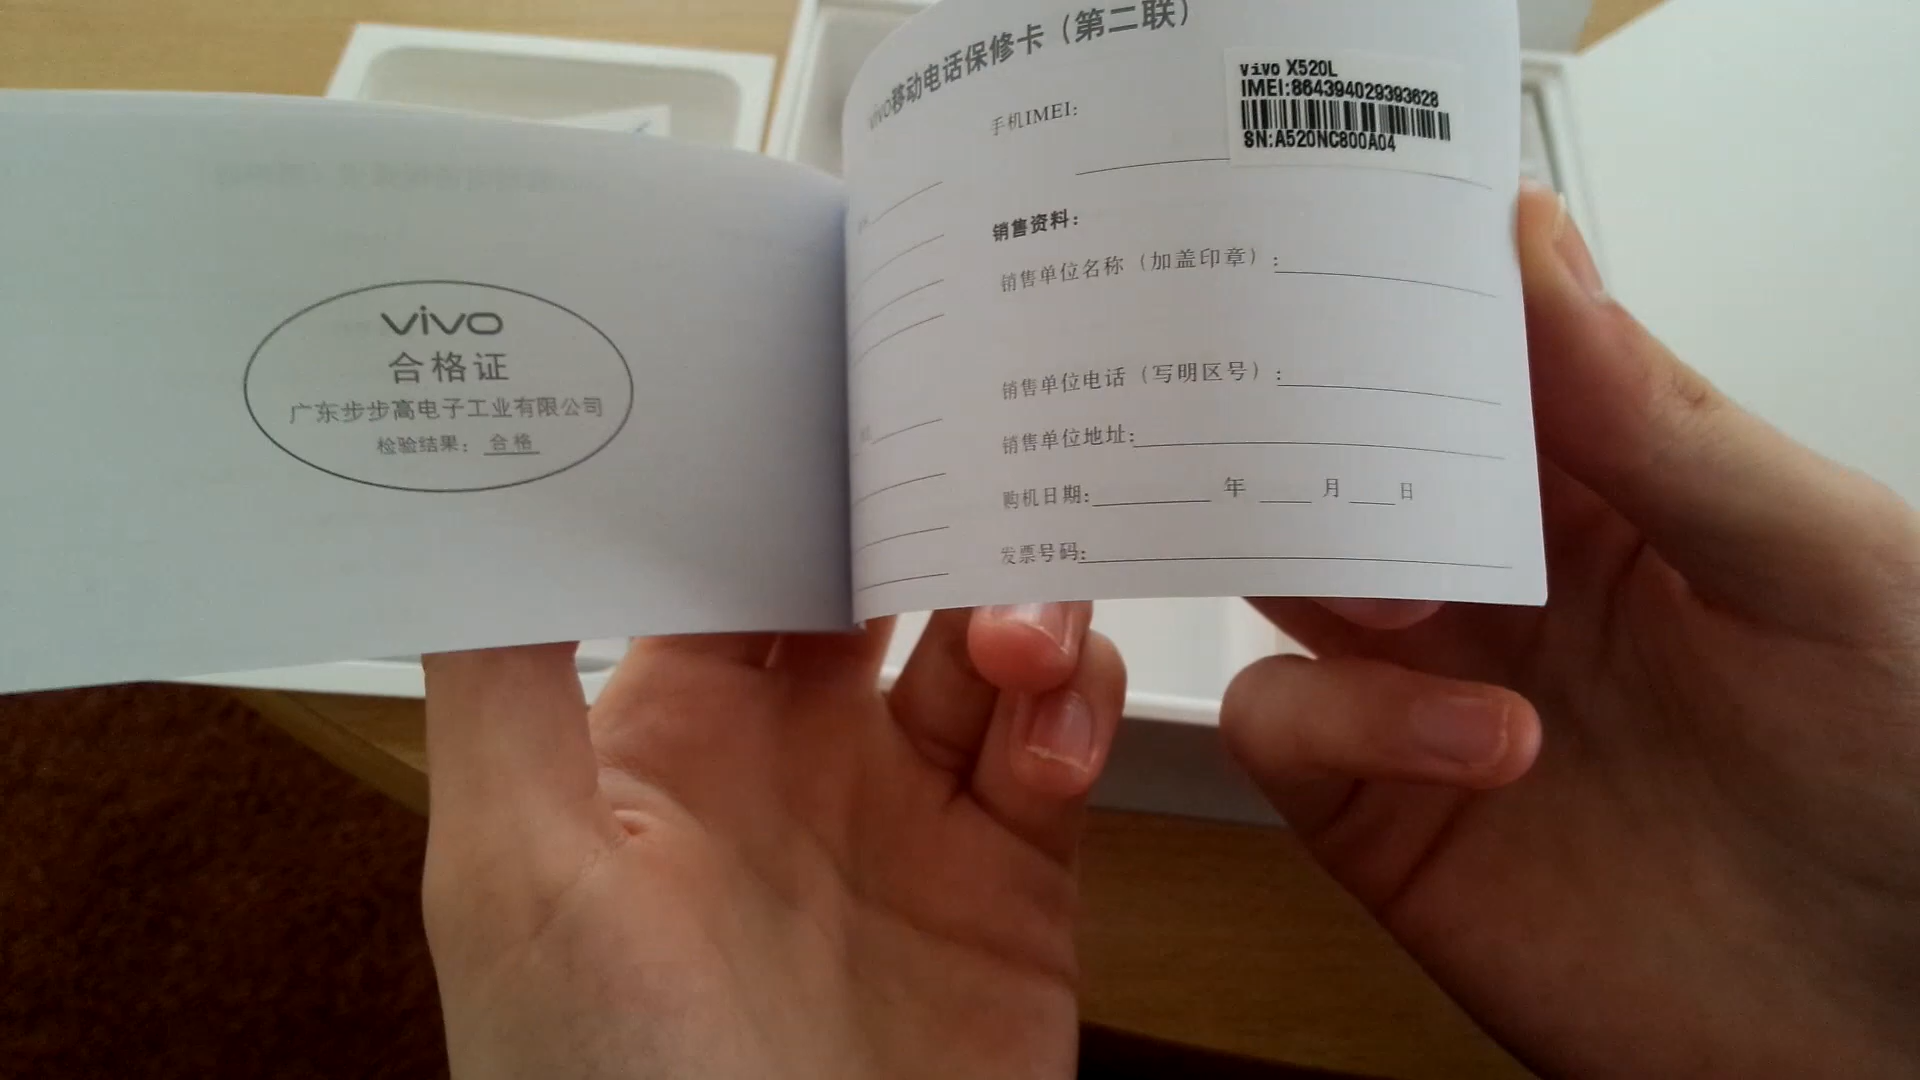 vivo
合格证
广东步步高电子工业有限公司
检验结果：合格
vivo移动电话保修卡（第二联）
手机IMEI：
vivo X520L
IMEI:864394029393628
SN:A520NC800A04
销售资料：
销售单位名称（加盖印章）：
销售单位电话（写明区号）：
销售单位地址：
购机日期： 年 月 日
发票号码：